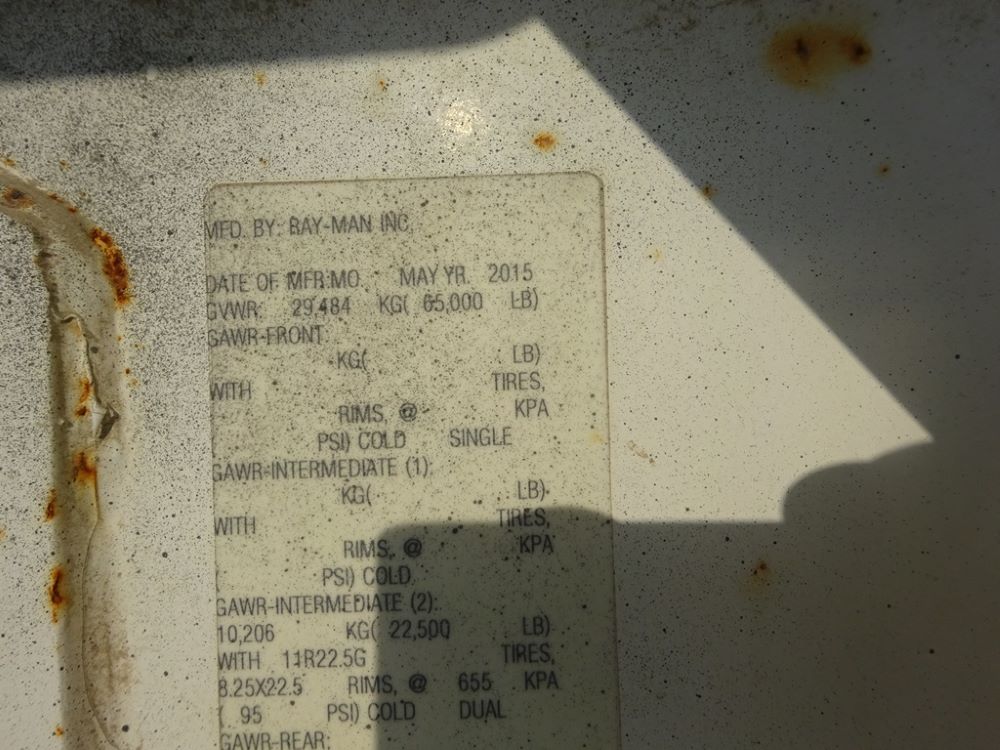 MFD. BY: RAY-MAN INC.
DATE OF MFR:MO. MAY YR. 2015
GVWR: 29,484 KG( 65,000 LB)
GAWR-FRONT:
KG( LB)
WITH TIRES,
RIMS, @ KPA
PSI) COLD SINGLE
GAWR-INTERMEDIATE (1):
KG( LB)
WITH TIRES,
RIMS, @ KPA
PSI) COLD
GAWR-INTERMEDIATE (2):
10,206 KG( 22,500 LB)
WITH 11R22.5G TIRES,
8.25X22.5 RIMS, @ 655 KPA
( 95 PSI) COLD DUAL
GAWR-REAR: